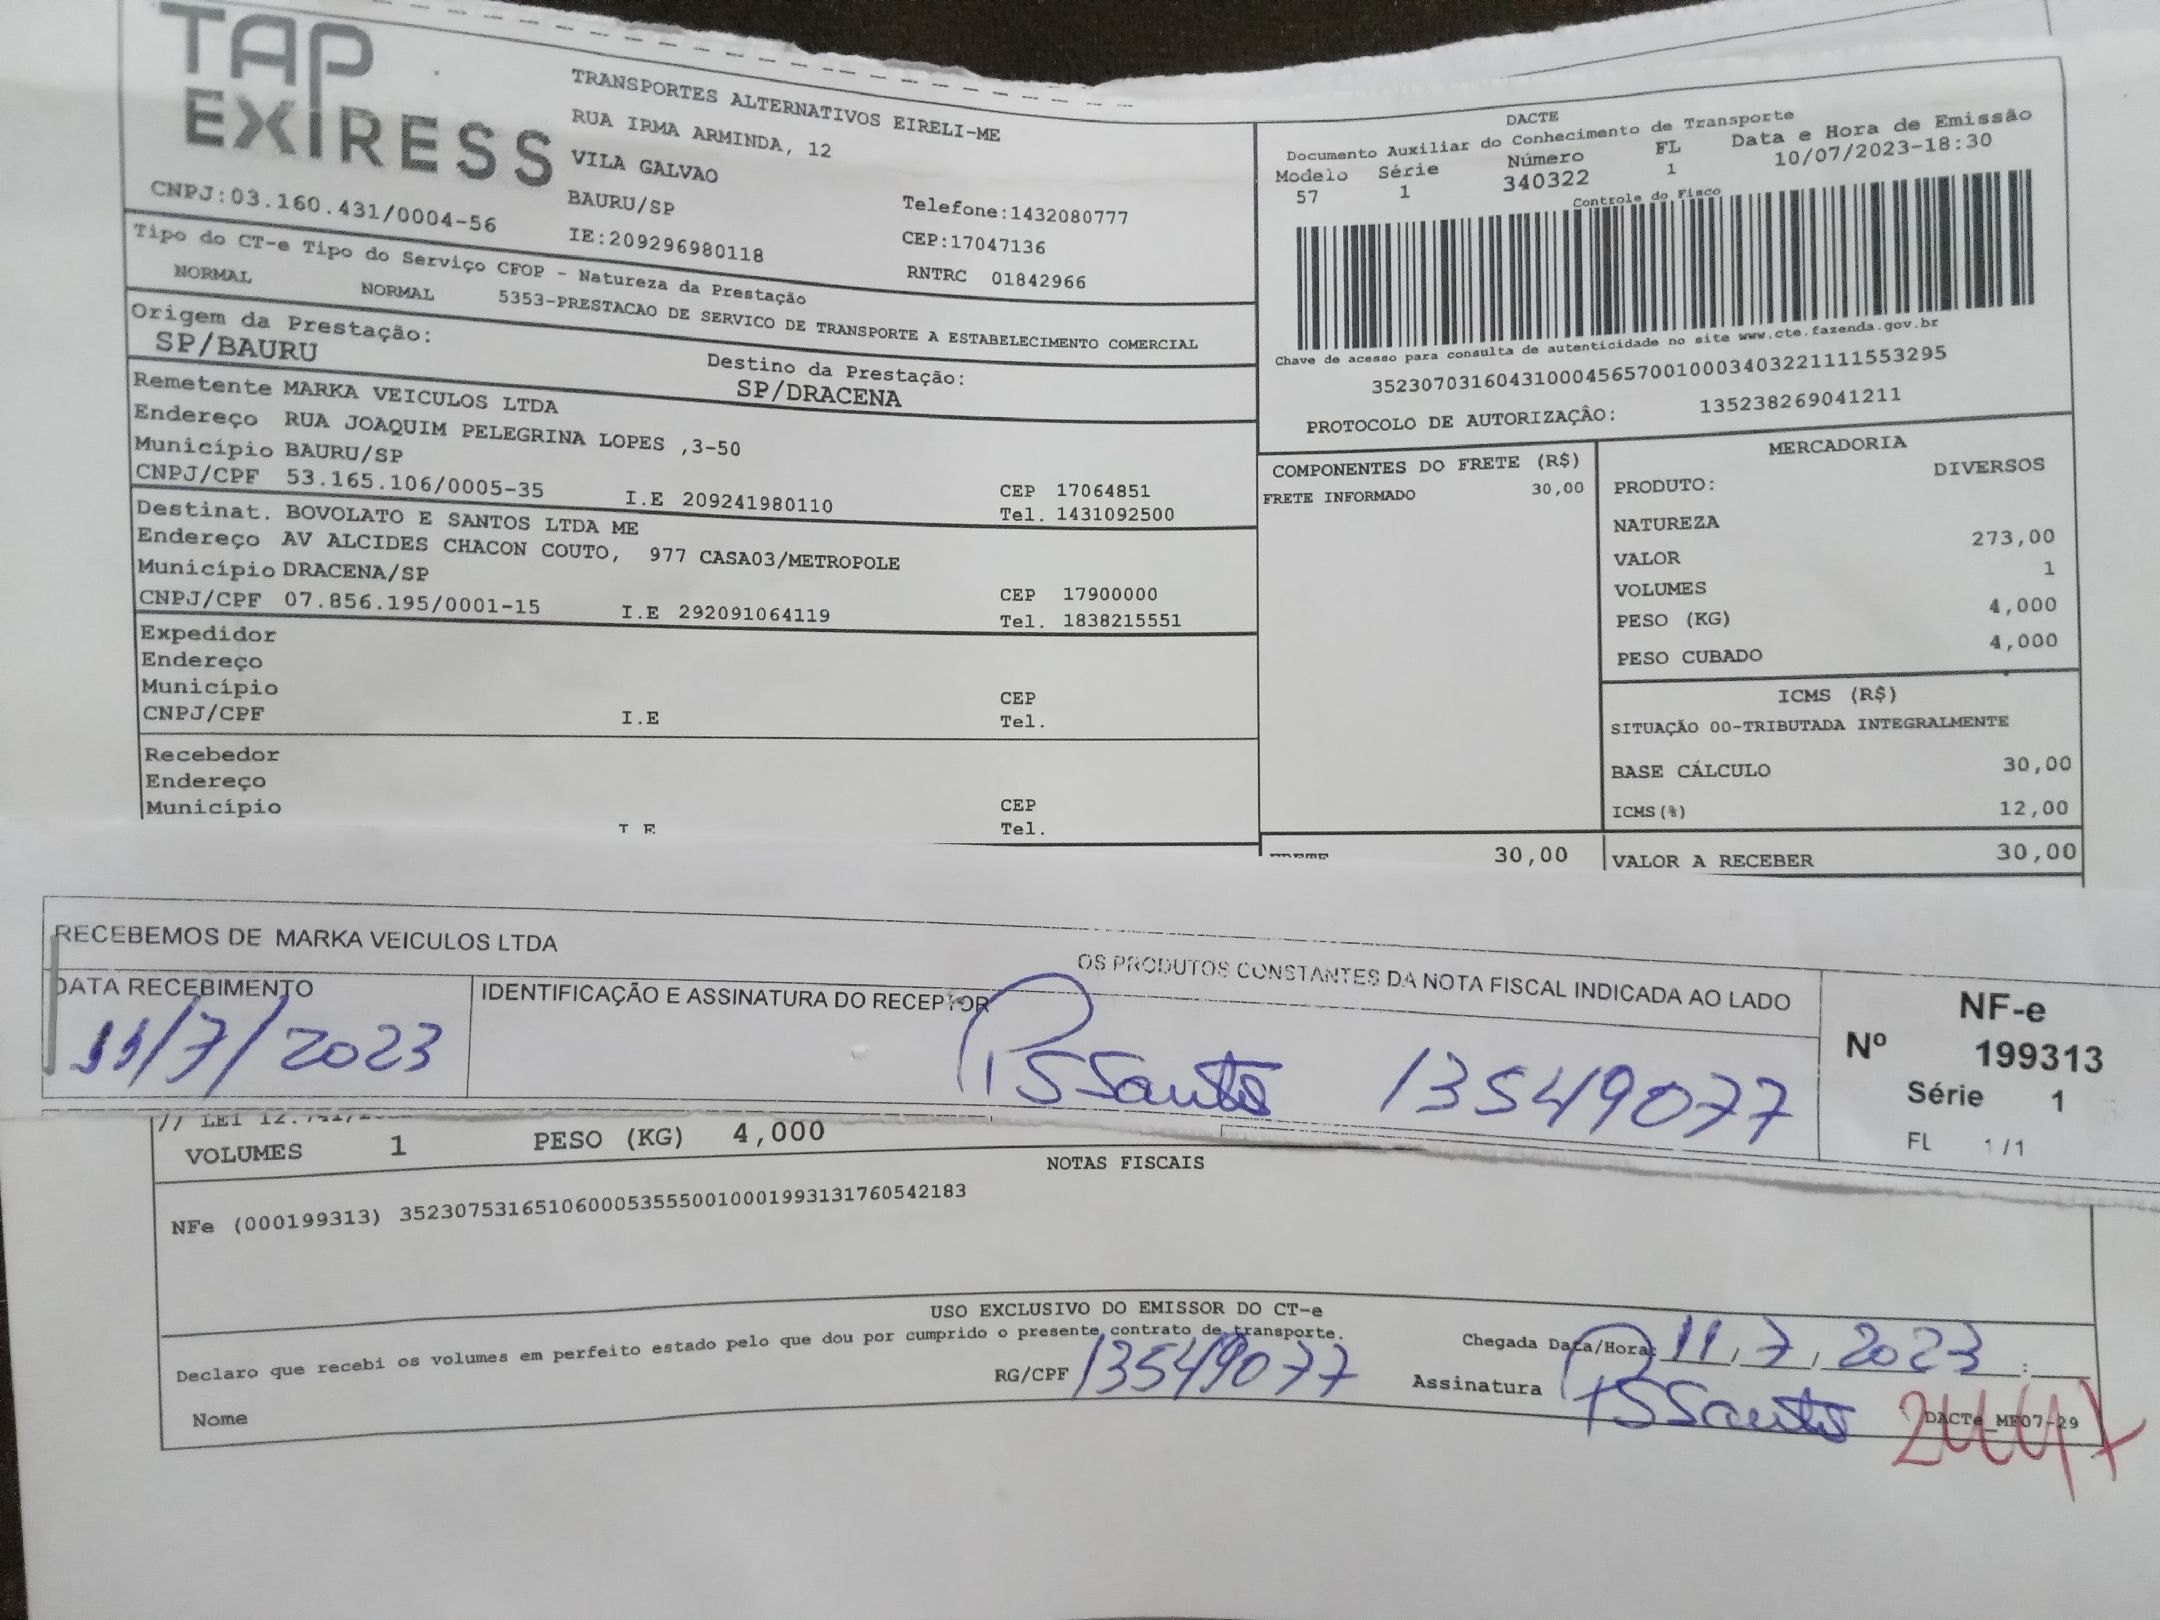 TAP
EXIRESS
TRANSPORTES ALTERNATIVOS EIRELI-ME
RUA IRMA ARMINDA, 12
VILA GALVAO
BAURU/SP
Telefone:1432080777
CNPJ:03.160.431/0004-56
IE:209296980118
CEP:17047136
RNTRC 01842966
Tipo do CT-e Tipo do Serviço CFOP - Natureza da Prestação
NORMAL NORMAL 5353-PRESTACAO DE SERVICO DE TRANSPORTE A ESTABELECIMENTO COMERCIAL
Origem da Prestação:
SP/BAURU
Destino da Prestação:
SP/DRACENA
DACTE
Documento Auxiliar do Conhecimento de Transporte
Modelo Série Número FL Data e Hora de Emissão
57 1 340322 1 10/07/2023-18:30
Controle do Fisco
Chave de acesso para consulta de autenticidade no site www.cte.fazenda.gov.br
35230703160431000456570010003403221111553295
PROTOCOLO DE AUTORIZAÇÂO: 135238269041211
Remetente MARKA VEICULOS LTDA
Endereço RUA JOAQUIM PELEGRINA LOPES ,3-50
Município BAURU/SP CEP 17064851
CNPJ/CPF 53.165.106/0005-35 I.E 209241980110 Tel. 1431092500
Destinat. BOVOLATO E SANTOS LTDA ME
Endereço AV ALCIDES CHACON COUTO, 977 CASA03/METROPOLE
Município DRACENA/SP CEP 17900000
CNPJ/CPF 07.856.195/0001-15 I.E 292091064119 Tel. 1838215551
Expedidor
Endereço
Município CEP
CNPJ/CPF I.E Tel.
Recebedor
Endereço
Município CEP
I E Tel.
COMPONENTES DO FRETE (R$)
FRETE INFORMADO 30,00
MERCADORIA
PRODUTO: DIVERSOS
NATUREZA
VALOR 273,00
VOLUMES 1
PESO (KG) 4,000
PESO CUBADO 4,000
ICMS (R$)
SITUAÇÃO 00-TRIBUTADA INTEGRALMENTE
BASE CÁLCULO 30,00
ICMS(%) 12,00
FRETE 30,00 VALOR A RECEBER 30,00
RECEBEMOS DE MARKA VEICULOS LTDA OS PRODUTOS CONSTANTES DA NOTA FISCAL INDICADA AO LADO
DATA RECEBIMENTO IDENTIFICAÇÃO E ASSINATURA DO RECEPTOR
11/7/2023 PSSantos 13549077
NF-e
Nº 199313
Série 1
FL 1/1
// LEI 12.741/
VOLUMES 1 PESO (KG) 4,000
NOTAS FISCAIS
NFe (000199313) 35230753165106000535550010001993131760542183
USO EXCLUSIVO DO EMISSOR DO CT-e
Declaro que recebi os volumes em perfeito estado pelo que dou por cumprido o presente contrato de transporte.
Chegada Data/Hora: 11 / 7 / 2023 :
RG/CPF 13549077 Assinatura PSSantos
Nome
DACTe_ME07-29